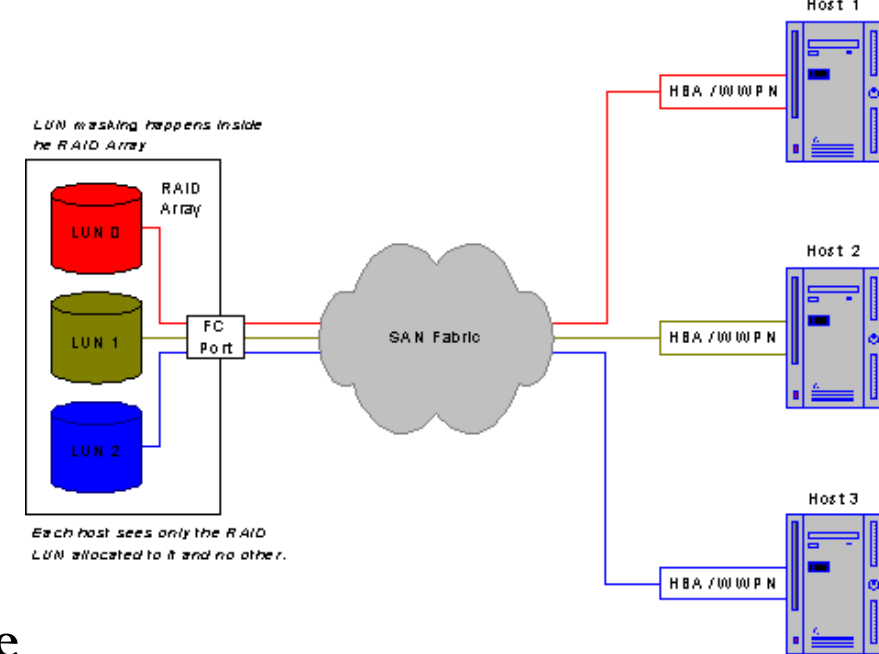 Host 1
HBA / WWPN
LUN masking happens inside
he RAID Array
RAID
Array
LUN 0
LUN 1
LUN 2
FC
Port
SAN Fabric
Host 2
HBA / WWPN
Host 3
HBA / WWPN
Each host sees only the RAID
LUN allocated to it and no other.
e